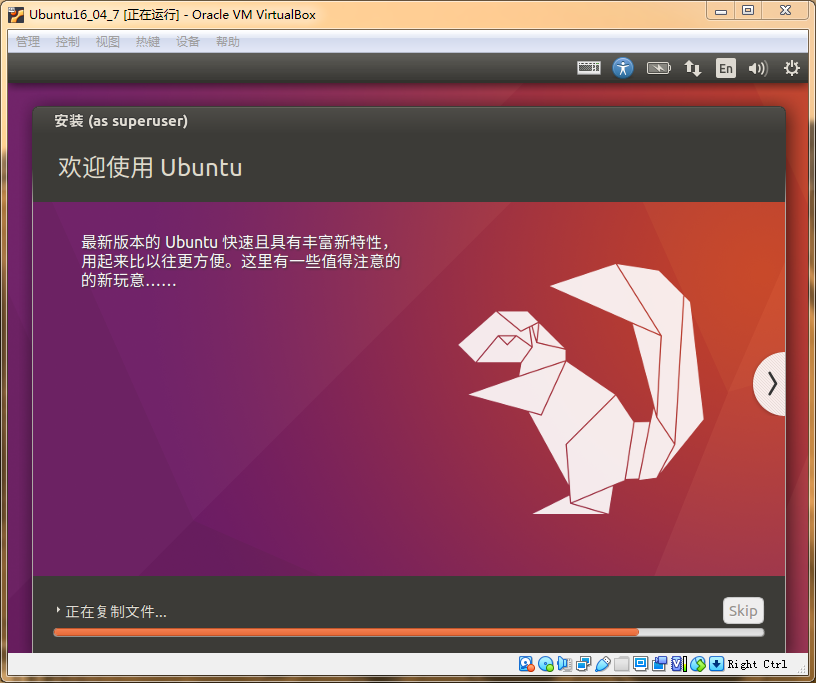 Ubuntu16_04_7 [正在运行] - Oracle VM VirtualBox
管理 控制 视图 热键 设备 帮助
En
安装 (as superuser)
欢迎使用 Ubuntu
最新版本的 Ubuntu 快速且具有丰富新特性，
用起来比以往更方便。这里有一些值得注意的
的新玩意……
正在复制文件...
Skip
Right Ctrl